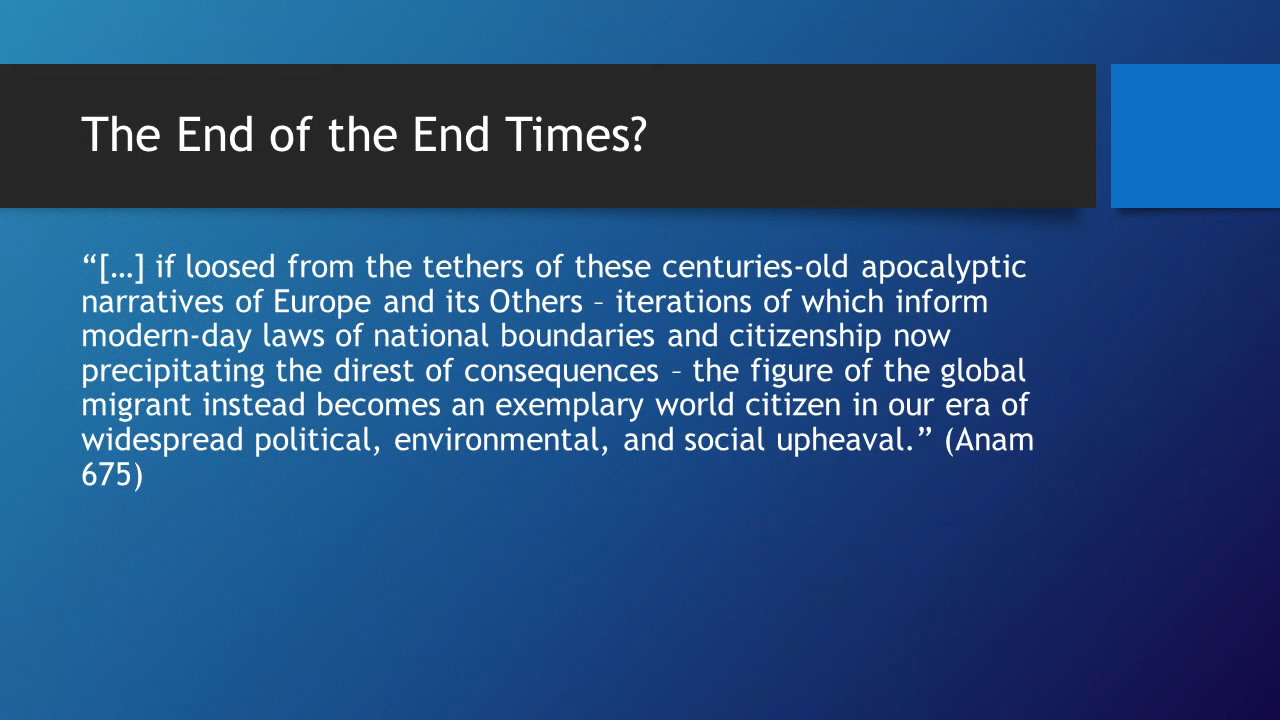 The End of the End Times?
“[…] if loosed from the tethers of these centuries-old apocalyptic
narratives of Europe and its Others – iterations of which inform
modern-day laws of national boundaries and citizenship now
precipitating the direst of consequences – the figure of the global
migrant instead becomes an exemplary world citizen in our era of
widespread political, environmental, and social upheaval.” (Anam
675)